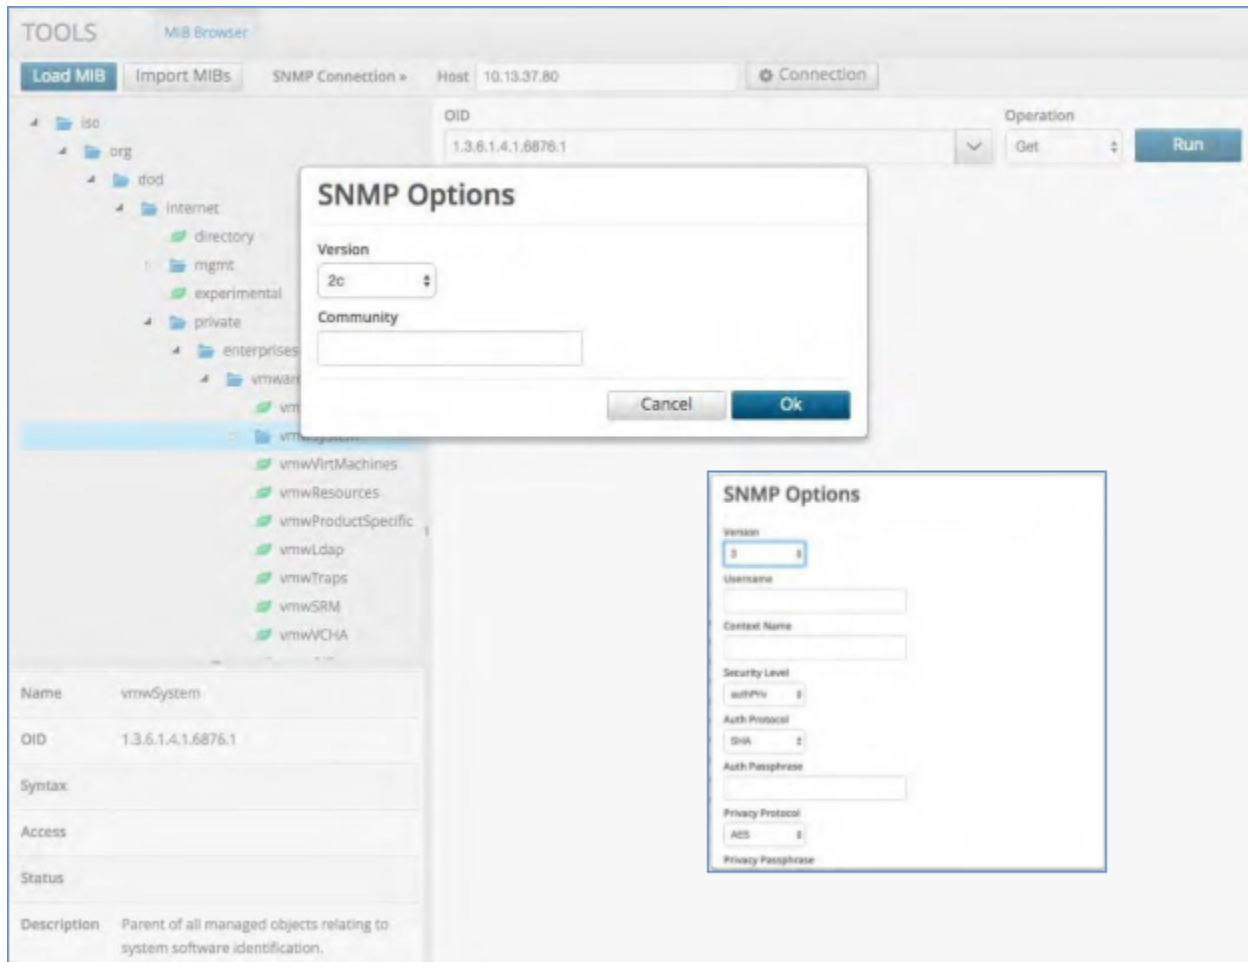 TOOLS MIB Browser
Load MIB Import MIBs SNMP Connection » Host 10.13.37.80 Connection
OID Operation
1.3.6.1.4.1.6876.1 Get Run
iso
org
dod
internet
directory
mgmt
experimental
private
enterprises
vmwSystem
vmwVirtMachines
vmwResources
vmwProductSpecific
vmwLdap
vmwTraps
vmwSRM
vmwVCHA
SNMP Options
Version
2c
Community
Cancel Ok
SNMP Options
Version
3
Username
Context Name
Security Level
authPriv
Auth Protocol
SHA
Auth Passphrase
Privacy Protocol
AES
Privacy Passphrase
Name vmwSystem
OID 1.3.6.1.4.1.6876.1
Syntax
Access
Status
Description Parent of all managed objects relating to
system software identification.